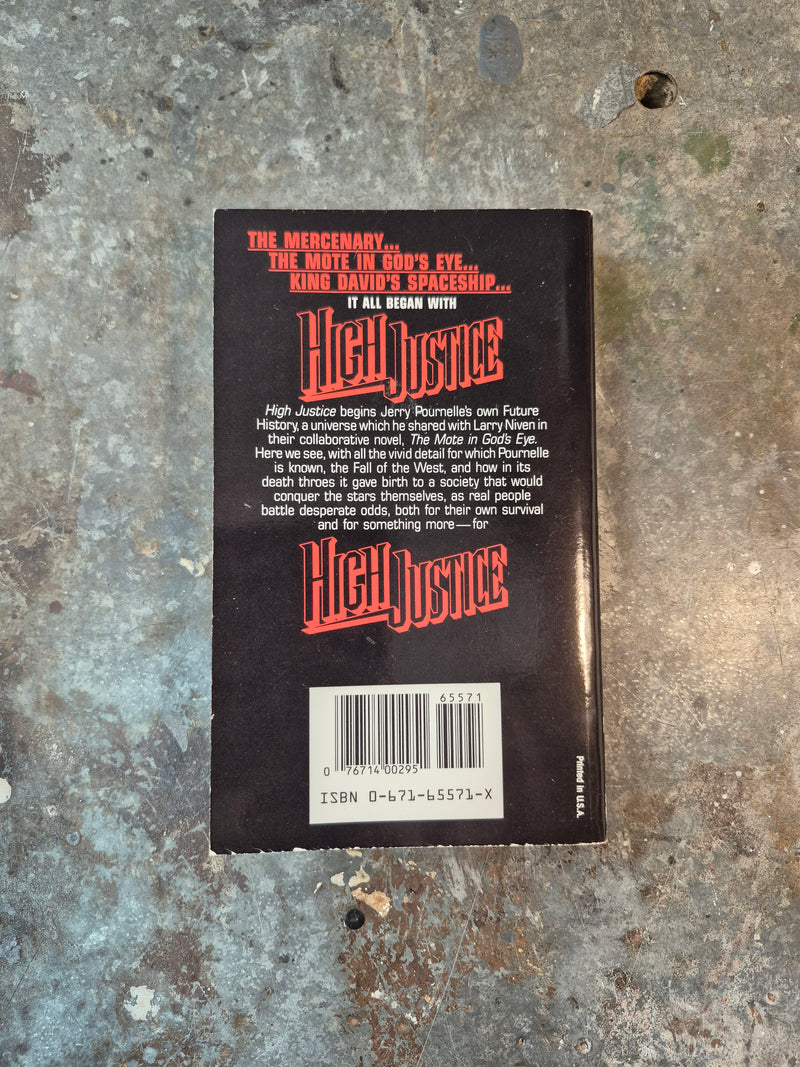 THE MERCENARY...
THE MOTE IN GOD'S EYE...
KING DAVID'S SPACESHIP...
IT ALL BEGAN WITH
HIGH JUSTICE
High Justice begins Jerry Pournelle's own Future
History, a universe which he shared with Larry Niven in
their collaborative novel, The Mote in God's Eye.
Here we see, with all the vivid detail for which Pournelle
is known, the Fall of the West, and how in its
death throes it gave birth to a society that would
conquer the stars themselves, as real people
battle desperate odds, both for their own survival
and for something more—for
HIGH JUSTICE
65571
0 76714 00295
ISBN 0-671-65571-X
Printed in U.S.A.